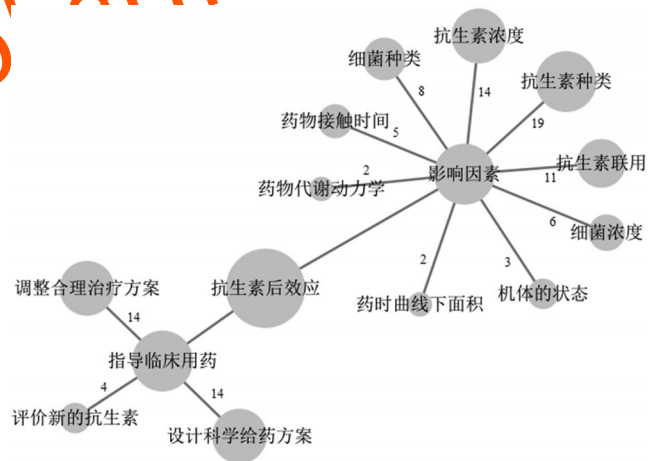 抗生素浓度
细菌种类
抗生素种类
8
14
19
药物接触时间
5
抗生素联用
2
影响因素
11
药物代谢动力学
6
细菌浓度
2
3
调整合理治疗方案
抗生素后效应
机体的状态
药时曲线下面积
14
指导临床用药
4
14
评价新的抗生素
设计科学给药方案